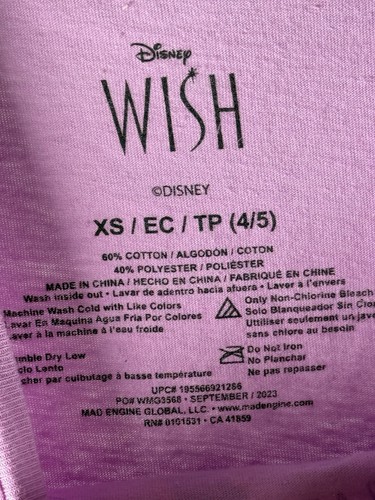 Disney
WISH
©DISNEY
XS / EC / TP (4/5)
60% COTTON / ALGODÓN / COTON
40% POLYESTER / POLIÉSTER
MADE IN CHINA / HECHO EN CHINA / FABRIQUÉ EN CHINE
Wash inside out • Lavar de adentro hacia afuera • Laver à l'envers
Machine Wash Cold with Like Colors
Lavar En Maquina Agua Fria Por Colores
Laver à la machine à l'eau froide
Only Non-Chlorine Bleach
Solo Blanqueador Sin Clor
Utiliser seulement un jav
sans chlore au besoin
umble Dry Low
clo Lento
cher par culbutage à basse température
Do Not Iron
No Planchar
Ne pas repasser
UPC# 195566921266
PO# WMG3568 • SEPTEMBER / 2023
MAD ENGINE GLOBAL, LLC. • www.madengine.com
RN# 0101531 • CA 41859